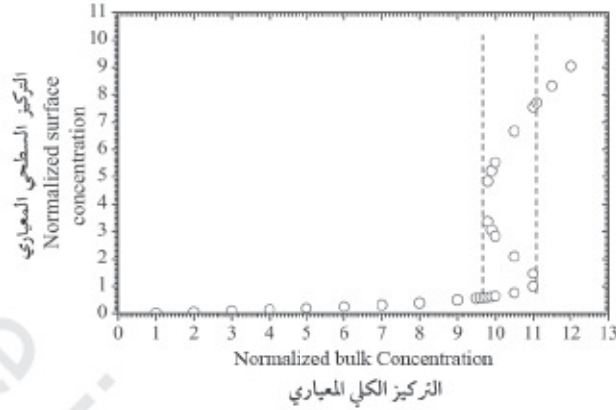 11
10
9
8
7
6
5
4
3
2
1
0
التركيز السطحي المعياري
Normalized surface
concentration
0 1 2 3 4 5 6 7 8 9 10 11 12 13
Normalized bulk Concentration
التركيز الكلي المعياري